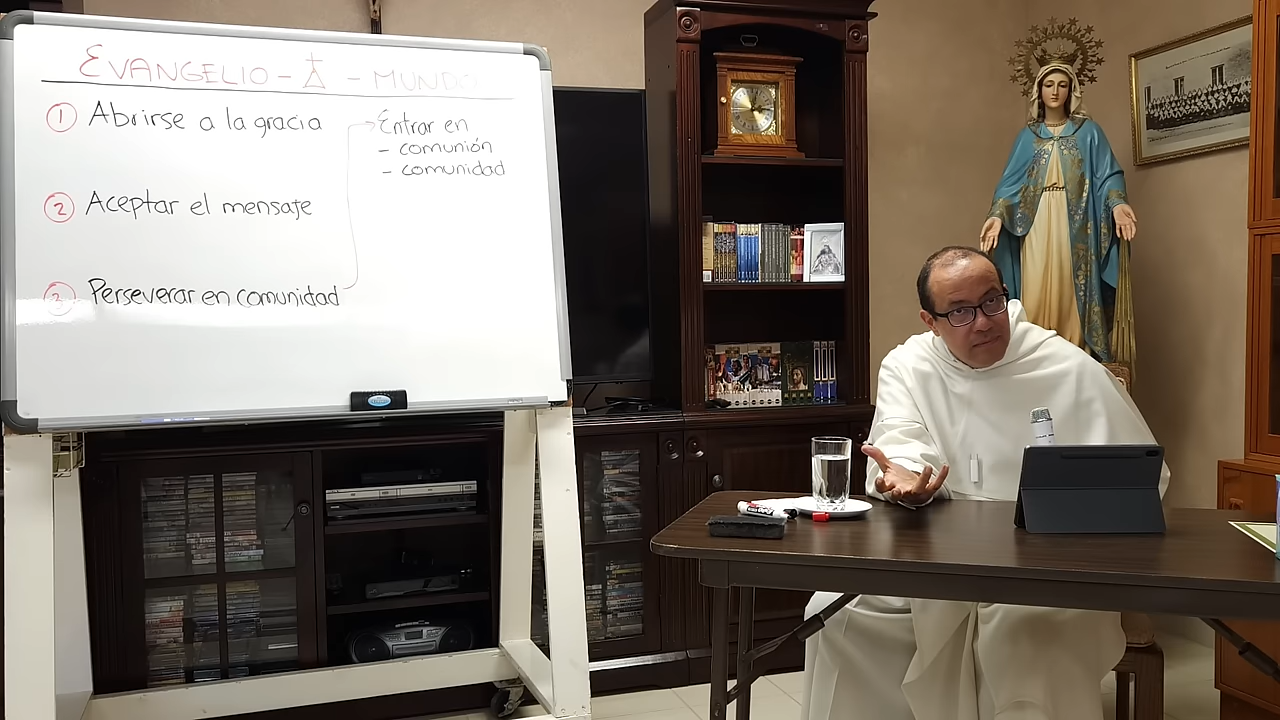 EVANGELIO - - MUNDO
1 Abrirse a la gracia
Entrar en
- comunión
- comunidad
2 Aceptar el mensaje
3 Perseverar en comunidad